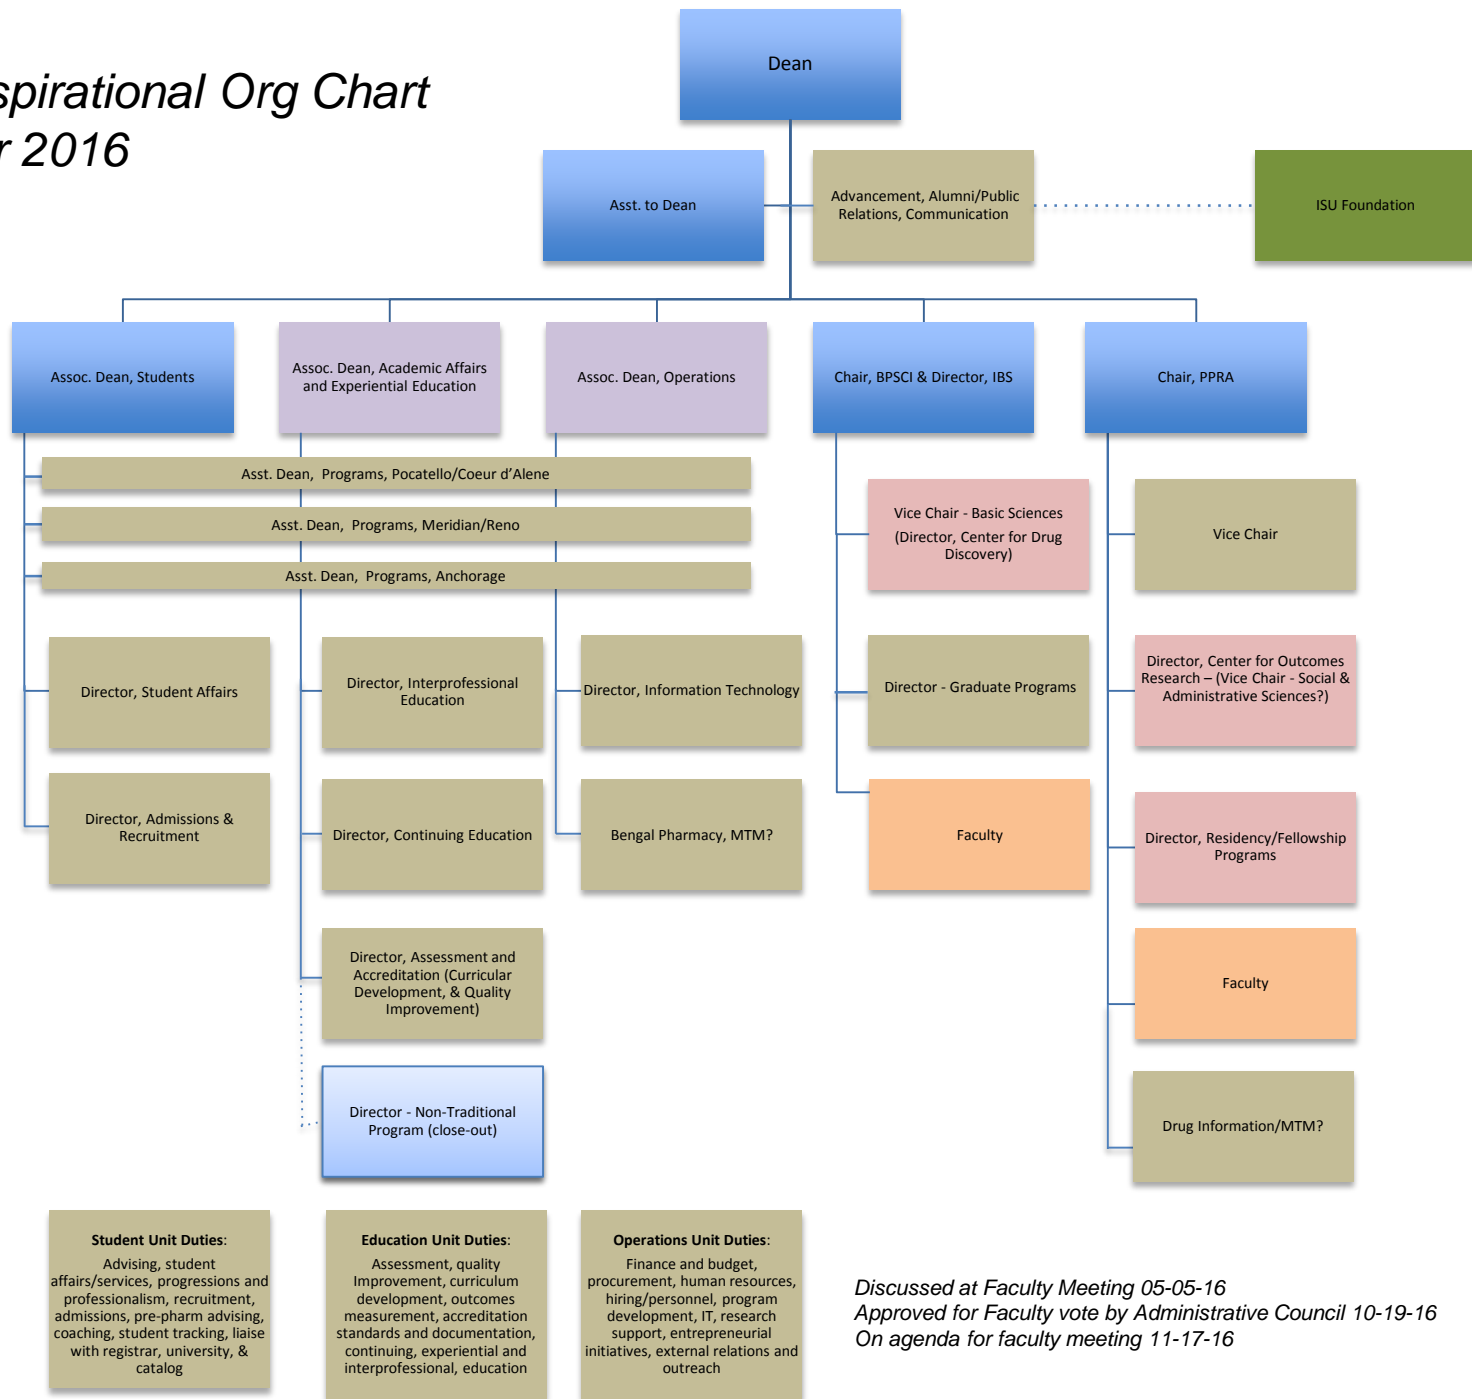 Dean
spirational Org Chart
r 2016
Asst. to Dean
Advancement, Alumni/Public
Relations, Communication
ISU Foundation
Assoc. Dean, Students
Assoc. Dean, Academic Affairs
and Experiential Education
Assoc. Dean, Operations
Chair, BPSCI & Director, IBS
Chair, PPRA
Asst. Dean,  Programs, Pocatello/Coeur d’Alene
Asst. Dean,  Programs, Meridian/Reno
Asst. Dean,  Programs, Anchorage
Vice Chair - Basic Sciences
(Director, Center for Drug
Discovery)
Vice Chair
Director, Student Affairs
Director, Interprofessional
Education
Director, Information Technology
Director - Graduate Programs
Director, Center for Outcomes
Research – (Vice Chair - Social &
Administrative Sciences?)
Director, Admissions &
Recruitment
Director, Continuing Education
Bengal Pharmacy, MTM?
Faculty
Director, Residency/Fellowship
Programs
Director, Assessment and
Accreditation (Curricular
Development, & Quality
Improvement)
Faculty
Director - Non-Traditional
Program (close-out)
Drug Information/MTM?
Student Unit Duties:
Advising, student
affairs/services, progressions and
professionalism, recruitment,
admissions, pre-pharm advising,
coaching, student tracking, liaise
with registrar, university, &
catalog
Education Unit Duties:
Assessment, quality
Improvement, curriculum
development, outcomes
measurement, accreditation
standards and documentation,
continuing, experiential and
interprofessional, education
Operations Unit Duties:
Finance and budget,
procurement, human resources,
hiring/personnel, program
development, IT, research
support, entrepreneurial
initiatives, external relations and
outreach
Discussed at Faculty Meeting 05-05-16
Approved for Faculty vote by Administrative Council 10-19-16
On agenda for faculty meeting 11-17-16